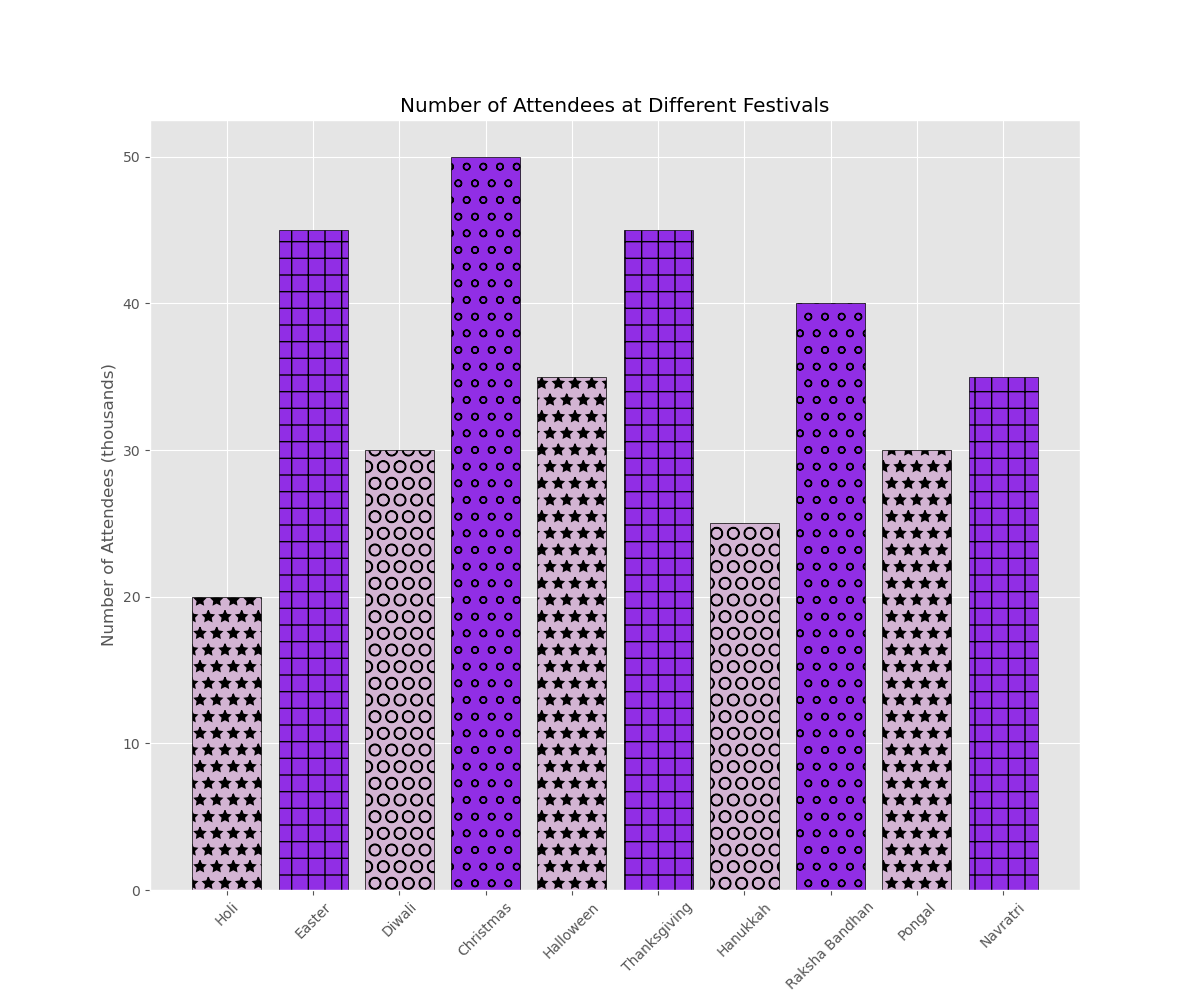 Number of Attendees at Different Festivals
Number of Attendees (thousands)
50
40
30
20
10
0
Holi
Easter
Diwali
Christmas
Halloween
Thanksgiving
Hanukkah
Raksha Bandhan
Pongal
Navratri